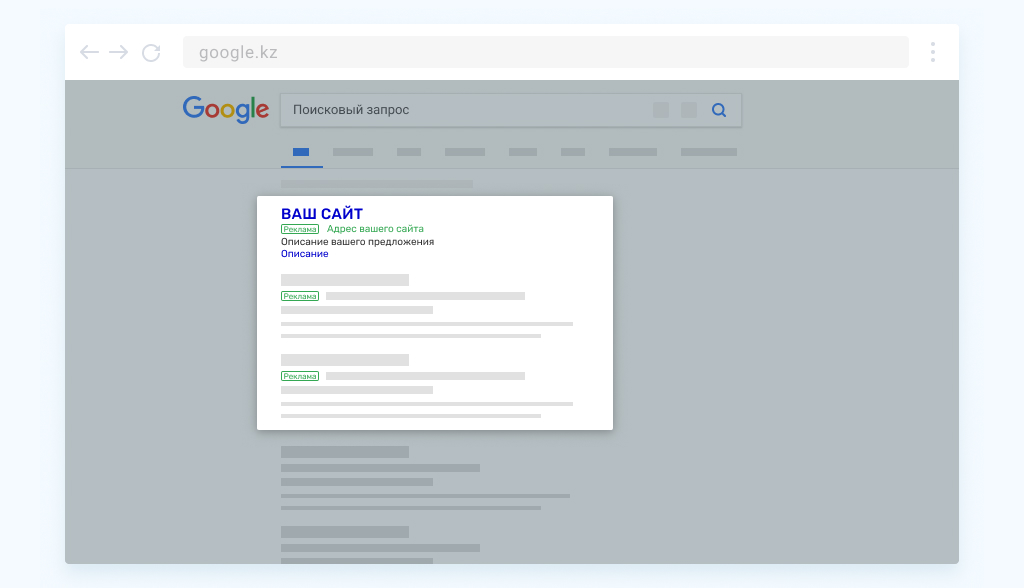 google.kz
Google Поисковый запрос
ВАШ САЙТ
Реклама Адрес вашего сайта
Описание вашего предложения
Описание
Реклама
Реклама